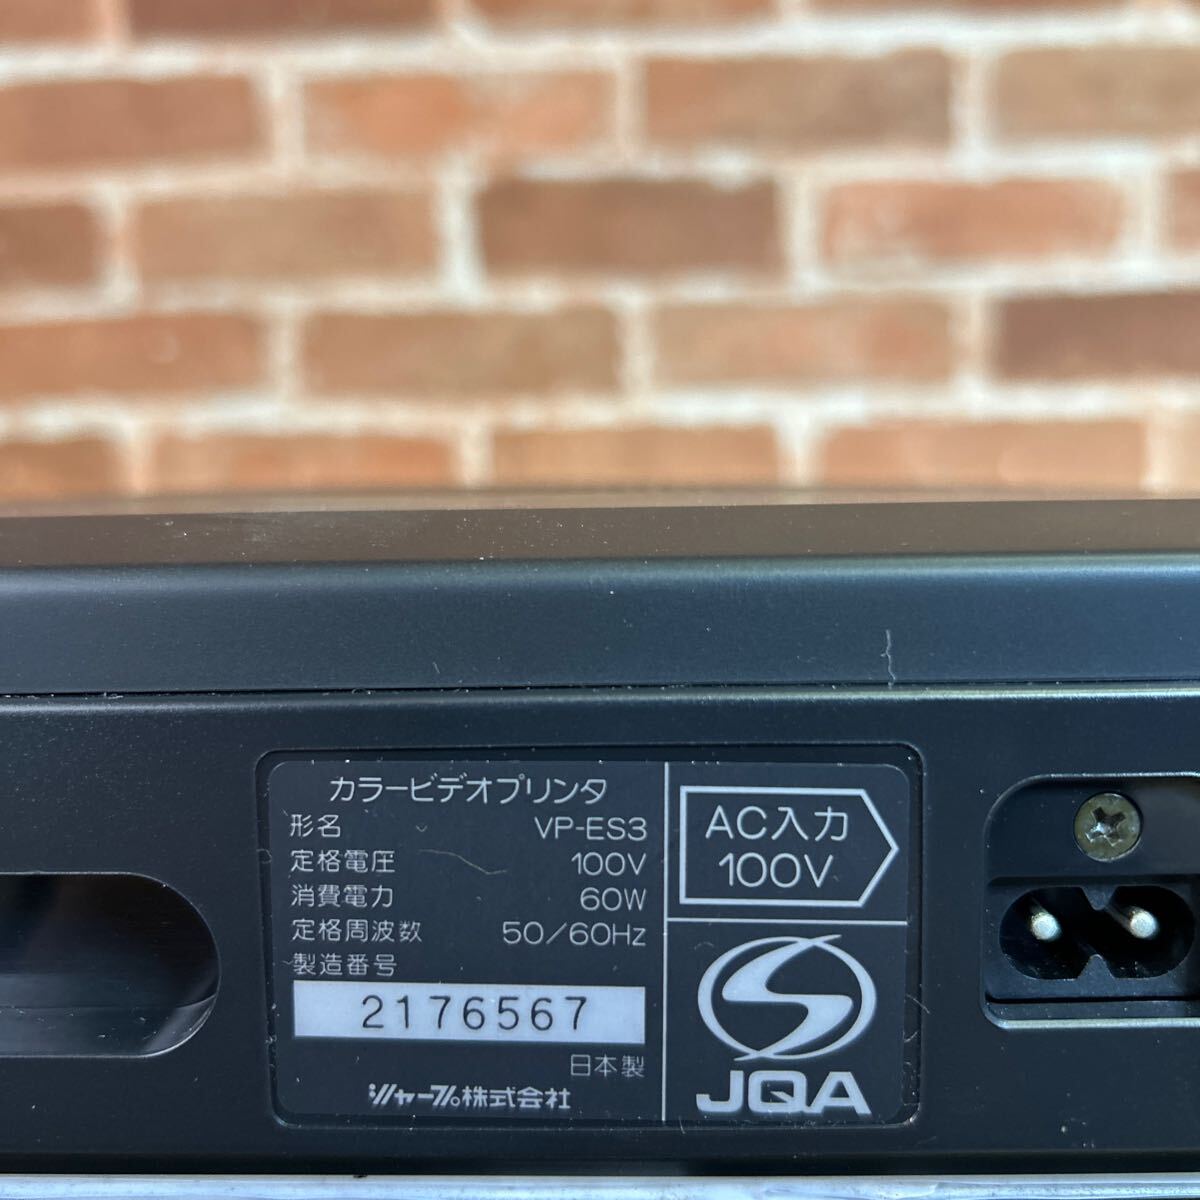 カラービデオプリンタ
形名 VP-ES3
定格電圧 100V
消費電力 60W
定格周波数 50/60Hz
製造番号
2176567
日本製
シャープ株式会社
AC入力
100V
JQA